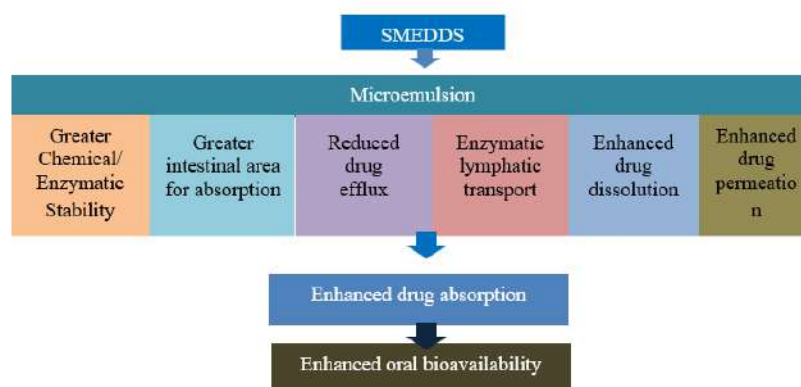 SMEDDS
Microemulsion
Greater
Chemical/
Enzymatic
Stability
Greater
intestinal area
for absorption
Reduced
drug
efflux
Enzymatic
lymphatic
transport
Enhanced
drug
dissolution
Enhanced
drug
permeatio
n
Enhanced drug absorption
Enhanced oral bioavailability